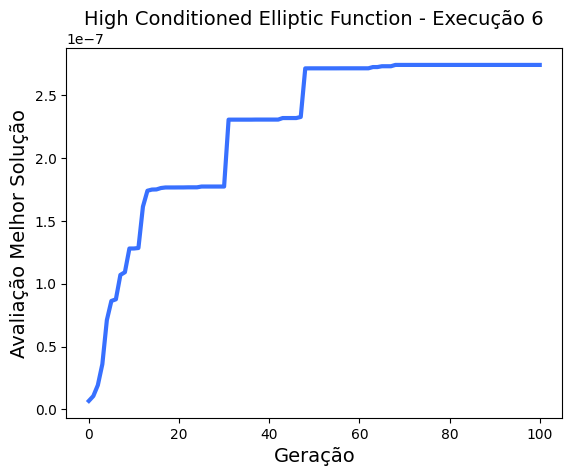 High Conditioned Elliptic Function - Execução 6
1e−7
Avaliação Melhor Solução
2.5
2.0
1.5
1.0
0.5
0.0
0 20 40 60 80 100
Geração